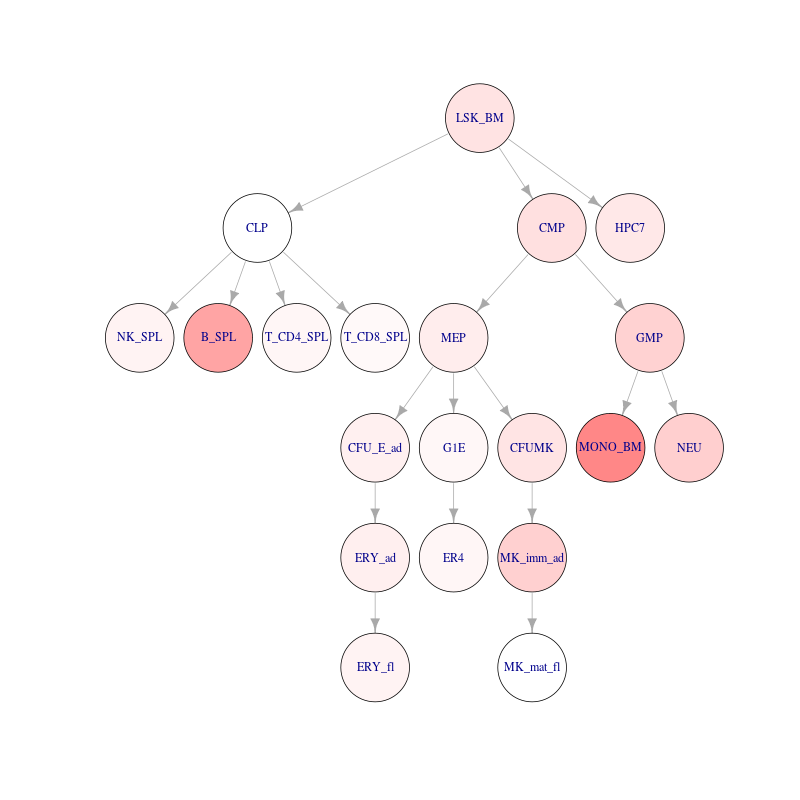 LSK_BM
CLP
CMP
HPC7
NK_SPL
B_SPL
T_CD4_SPL
T_CD8_SPL
MEP
GMP
CFU_E_ad
G1E
CFUMK
MONO_BM
NEU
ERY_ad
ER4
MK_imm_ad
ERY_fl
MK_mat_fl